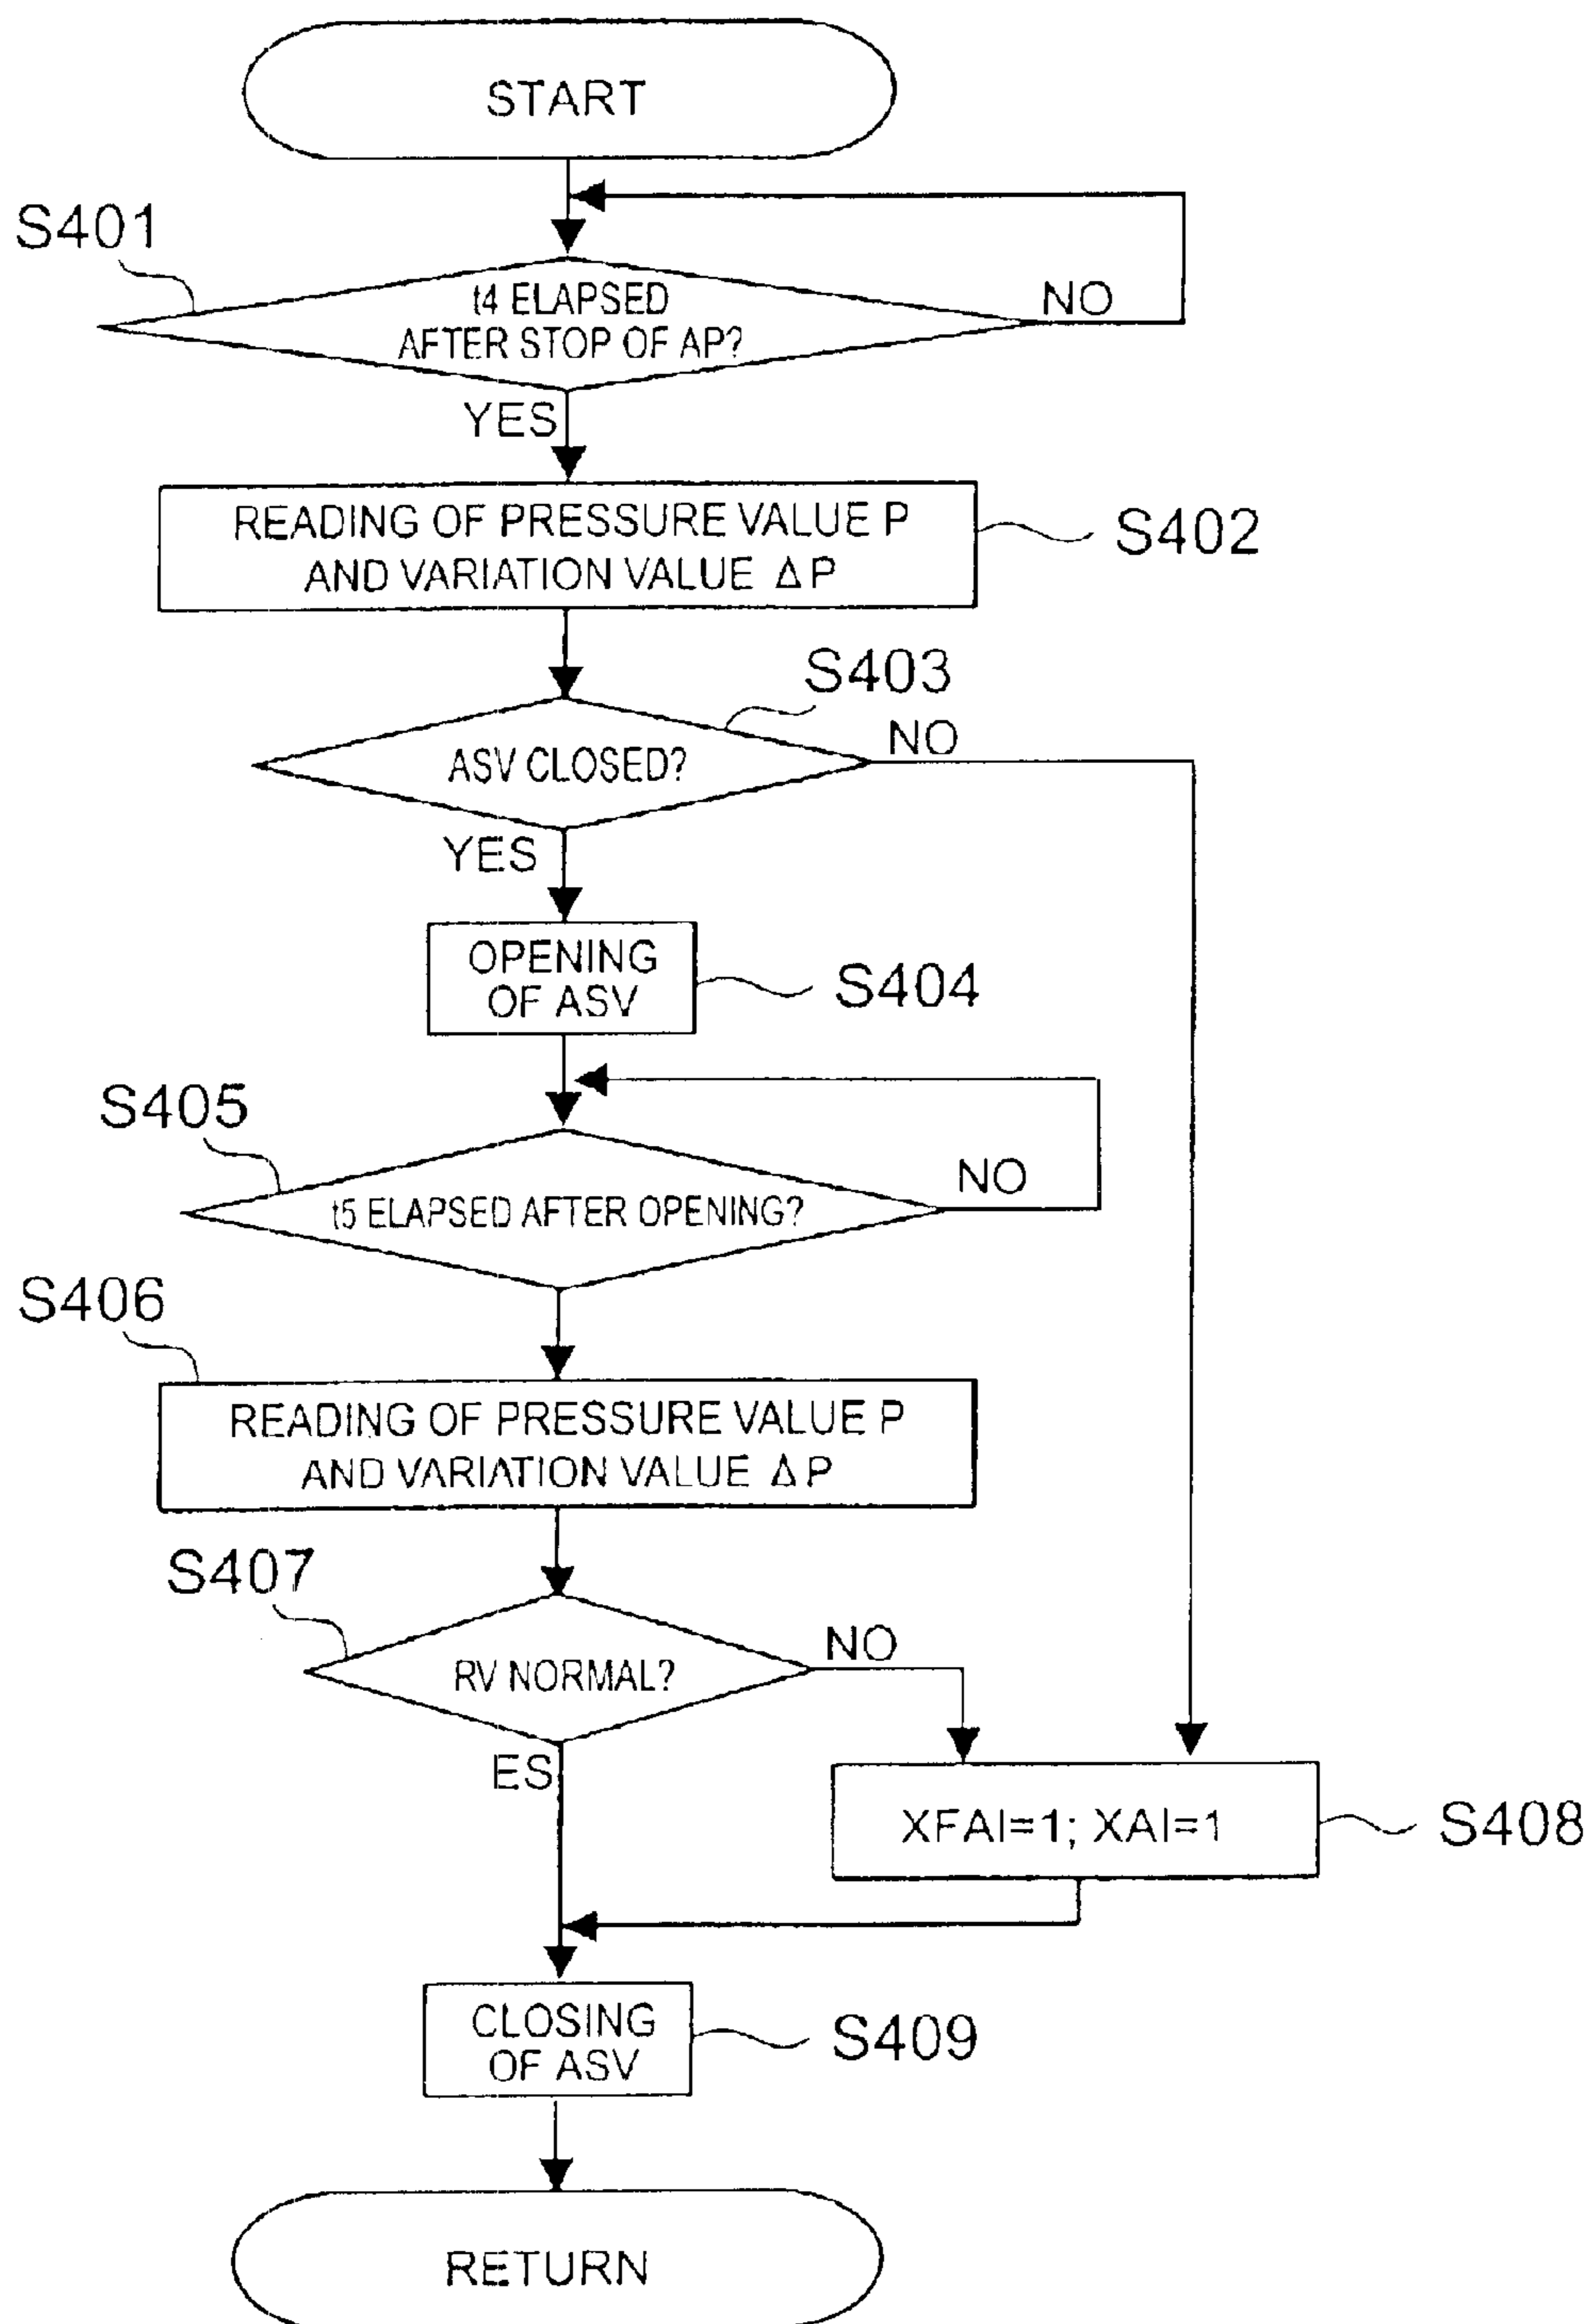 START
S401
t4 ELAPSED
AFTER STOP OF AP?
NO
YES
READING OF PRESSURE VALUE P
AND VARIATION VALUE ΔP
S402
S403
ASV CLOSED?
NO
YES
OPENING
OF ASV
S404
S405
t5 ELAPSED AFTER OPENING?
NO
S406
READING OF PRESSURE VALUE P
AND VARIATION VALUE ΔP
S407
RV NORMAL?
NO
ES
XFAI=1; XAI=1
S408
CLOSING
OF ASV
S409
RETURN